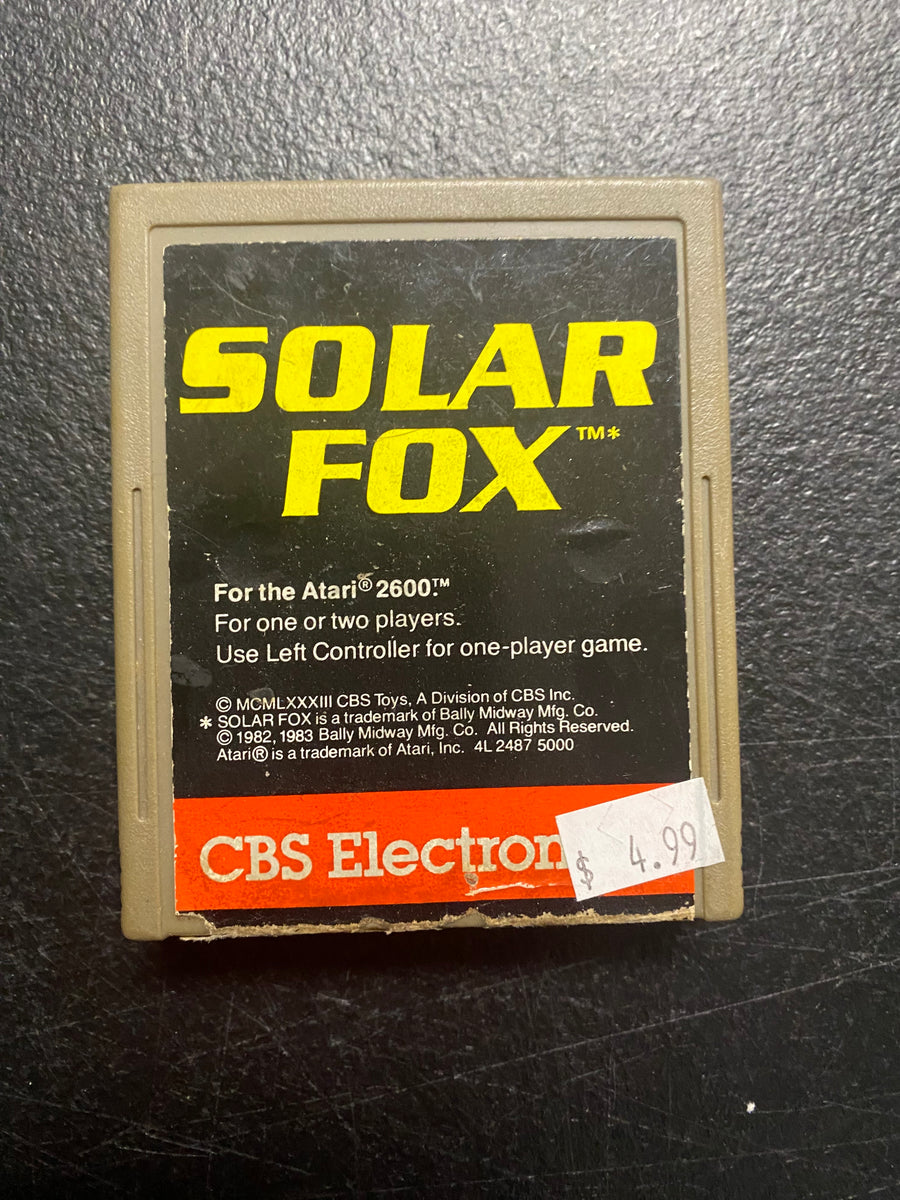 SOLAR
FOX™*
For the Atari® 2600.™
For one or two players.
Use Left Controller for one-player game.
© MCMLXXXIII CBS Toys, A Division of CBS Inc.
* SOLAR FOX is a trademark of Bally Midway Mfg. Co.
© 1982, 1983 Bally Midway Mfg. Co. All Rights Reserved.
Atari® is a trademark of Atari, Inc. 4L 2487 5000
CBS Electron
$ 4.99